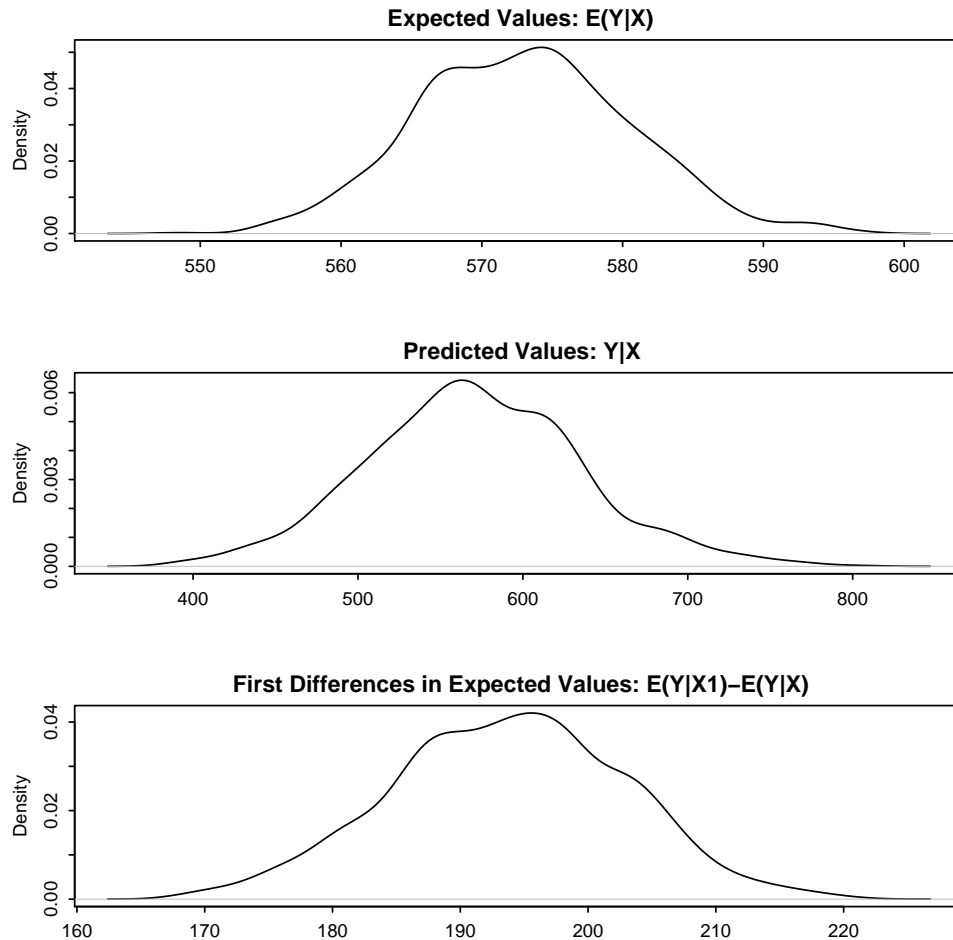 Expected Values: E(Y|X)
Density
0.00 0.02 0.04
550 560 570 580 590 600
Predicted Values: Y|X
Density
0.000 0.003 0.006
400 500 600 700 800
First Differences in Expected Values: E(Y|X1)−E(Y|X)
Density
0.00 0.02 0.04
160 170 180 190 200 210 220